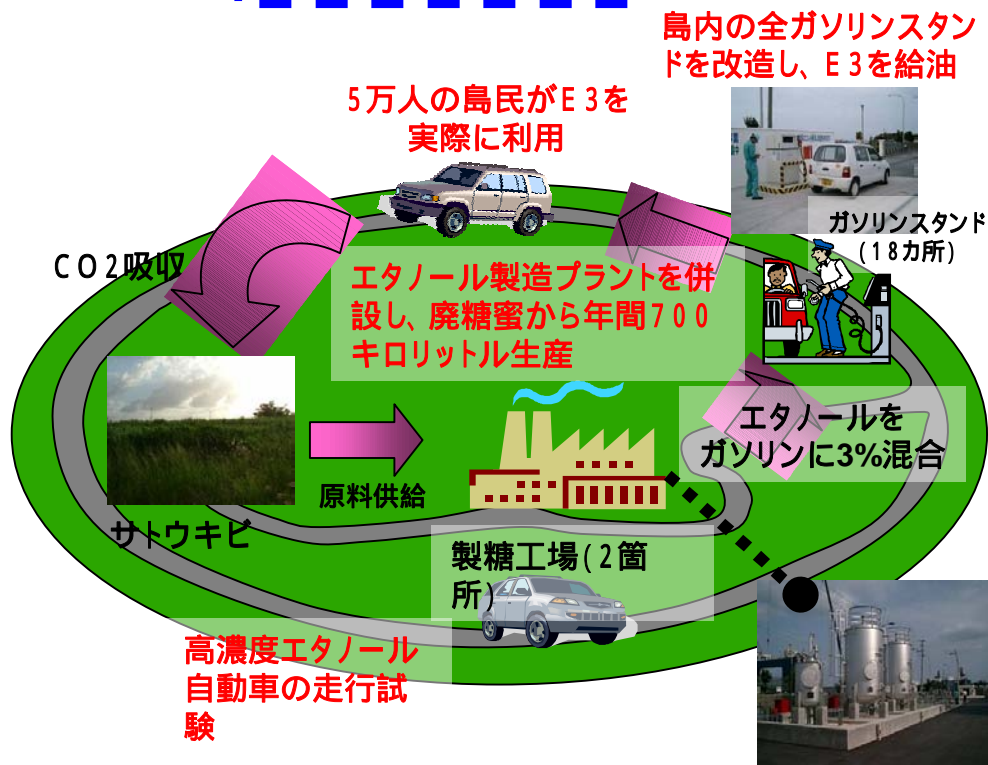 島内の全ガソリンスタン
ドを改造し、E3を給油
5万人の島民がE3を
実際に利用
ガソリンスタンド
(18カ所)
CO2吸収
エタノール製造プラントを併
設し、廃糖蜜から年間700
キロリットル生産
エタノールを
ガソリンに3%混合
原料供給
サトウキビ
製糖工場(2箇
所)
高濃度エタノール
自動車の走行試
験